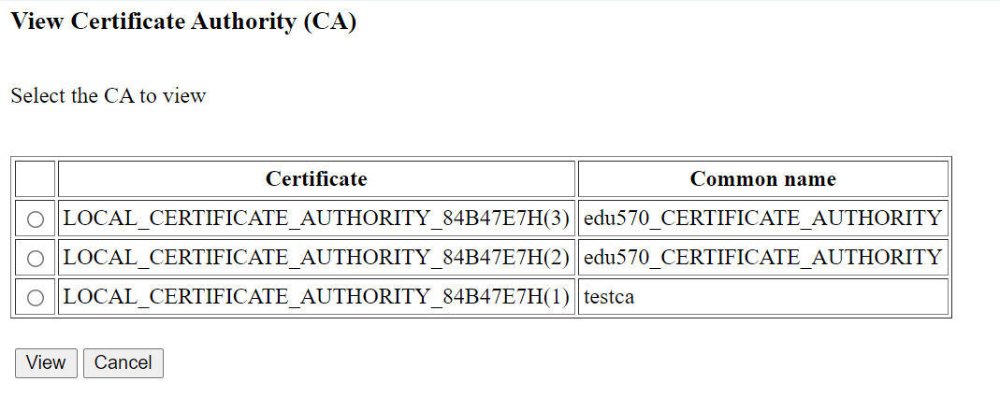 View Certificate Authority (CA)
Select the CA to view
Certificate Common name
LOCAL_CERTIFICATE_AUTHORITY_84B47E7H(3) edu570_CERTIFICATE_AUTHORITY
LOCAL_CERTIFICATE_AUTHORITY_84B47E7H(2) edu570_CERTIFICATE_AUTHORITY
LOCAL_CERTIFICATE_AUTHORITY_84B47E7H(1) testca
View Cancel